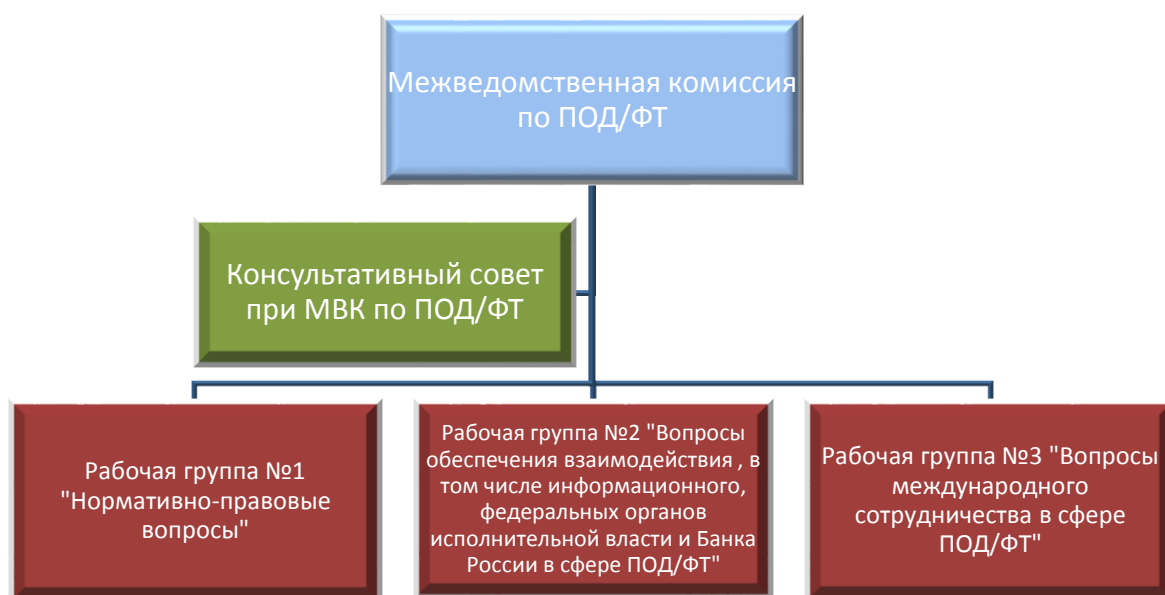 Межведомственная комиссия
по ПОД/ФТ
Консультативный совет
при МВК по ПОД/ФТ
Рабочая группа №1
"Нормативно-правовые
вопросы"
Рабочая группа №2 "Вопросы
обеспечения взаимодействия , в
том числе информационного,
федеральных органов
исполнительной власти и Банка
России в сфере ПОД/ФТ"
Рабочая группа №3 "Вопросы
международного
сотрудничества в сфере
ПОД/ФТ"